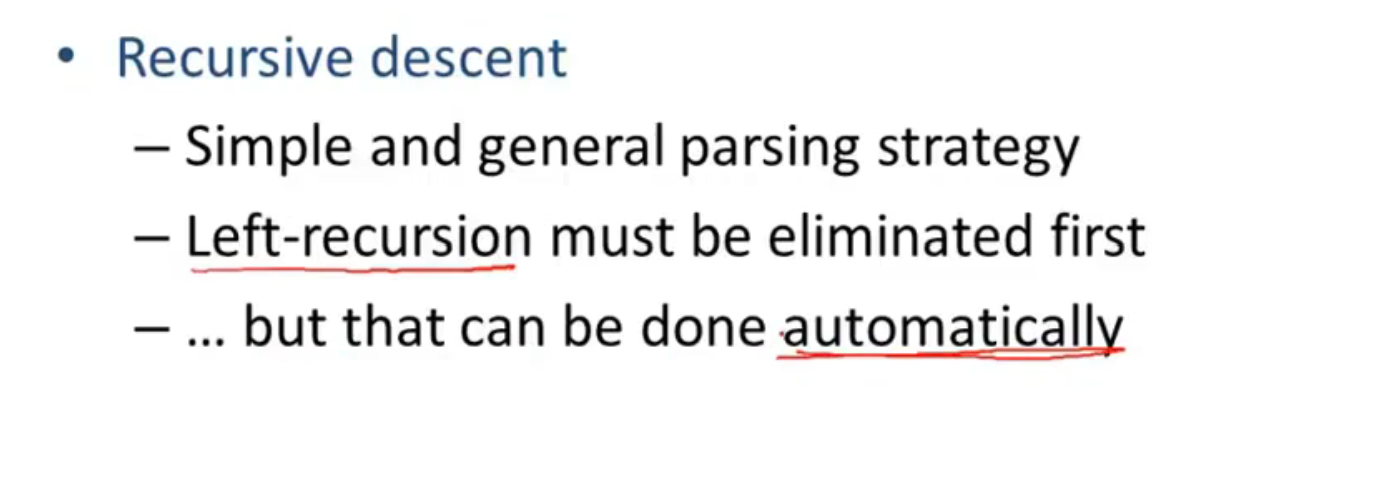 • Recursive descent
– Simple and general parsing strategy
– Left-recursion must be eliminated first
– ... but that can be done automatically